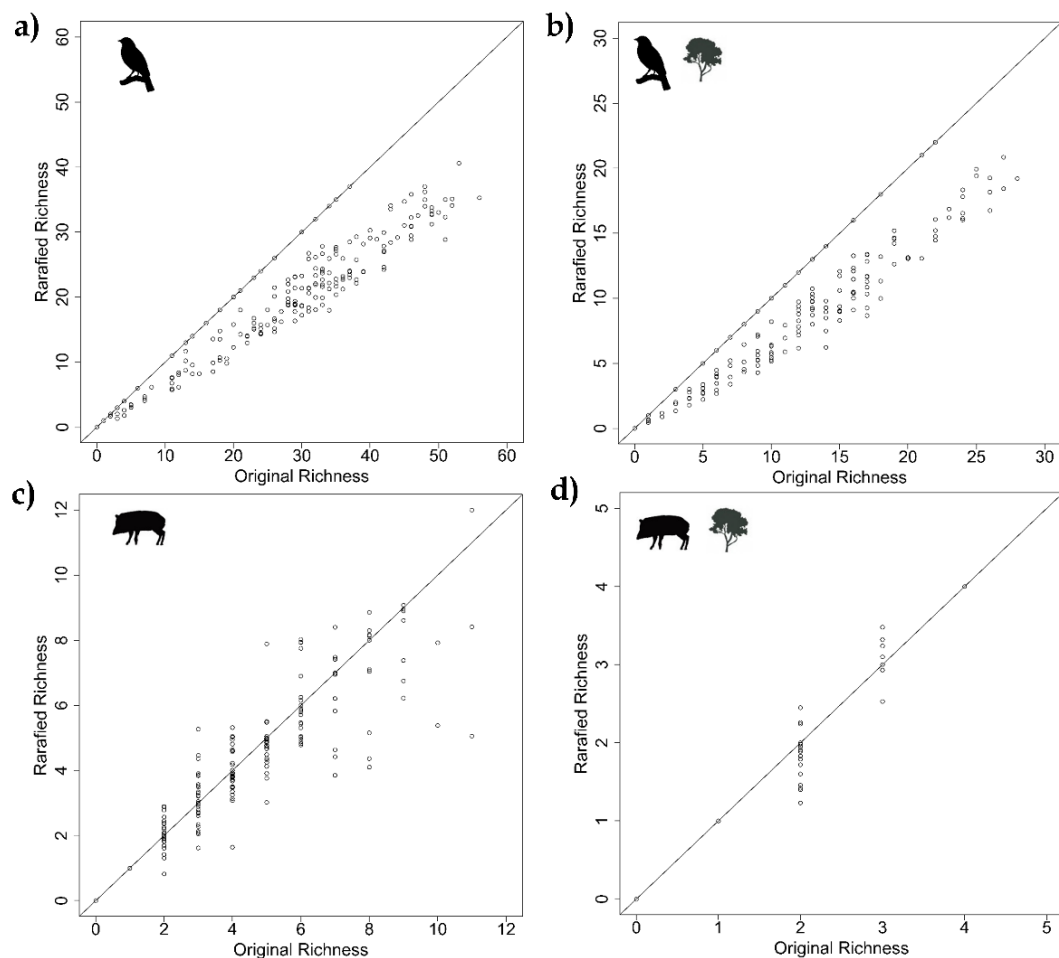 a)
60
50
40
30
20
10
0
Rarafied Richness
0 10 20 30 40 50 60
Original Richness
b)
30
25
20
15
10
5
0
Rarafied Richness
0 5 10 15 20 25 30
Original Richness
c)
12
10
8
6
4
2
0
Rarafied Richness
0 2 4 6 8 10 12
Original Richness
d)
5
4
3
2
1
0
Rarafied Richness
0 1 2 3 4 5
Original Richness